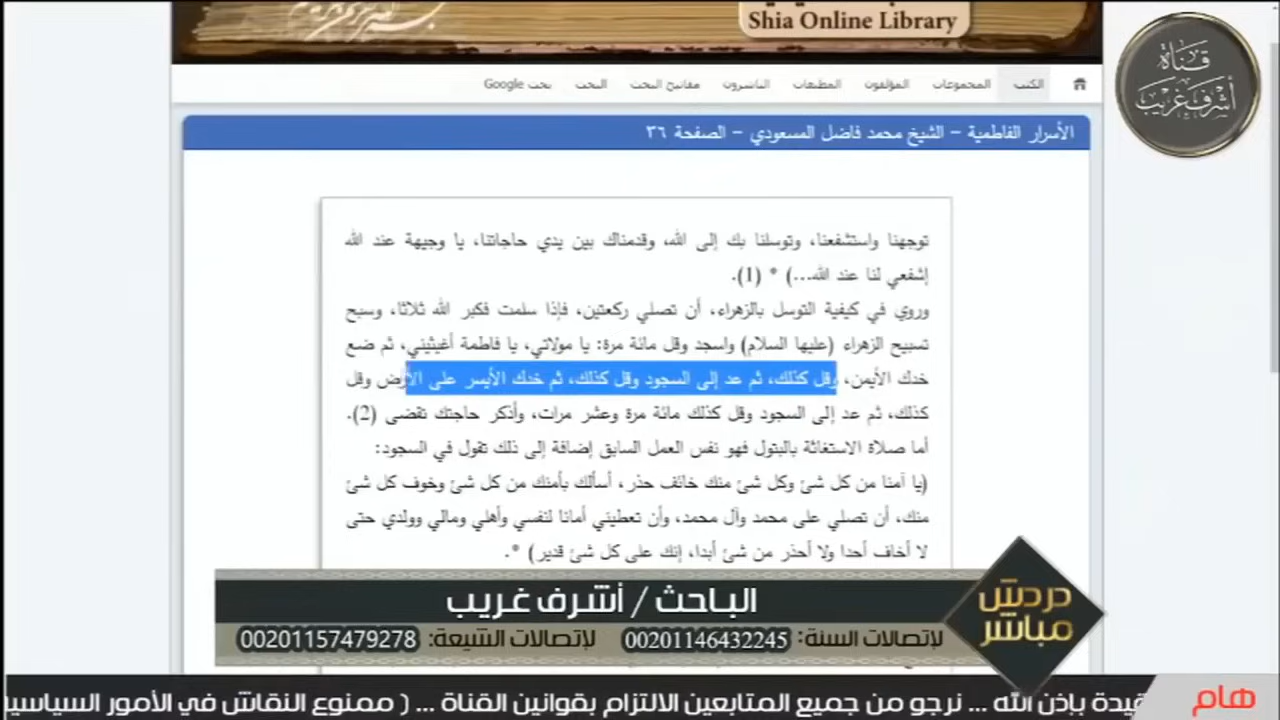 Shia Online Library
قناة
أشرف غريب
الكتب المجموعات المؤلفون المطبعات الناشرون مفاتيح البحث البحث بحث Google
الأسرار الفاطمية - الشيخ محمد فاضل المسعودي - الصفحة ٣٦
توجهنا واستشفعنا، وتوسلنا بك إلى الله، وقدمناك بين يدي حاجاتنا، يا وجيهة عند الله
إشفعي لنا عند الله...) * (1).
وروي في كيفية التوسل بالزهراء، أن تصلي ركعتين، فإذا سلمت فكبر الله ثلاثا، وسبح
تسبيح الزهراء (عليها السلام) واسجد وقل مائة مرة: يا مولاتي، يا فاطمة أغيثيني، ثم ضع
خدك الأيمن، وقل كذلك، ثم عد إلى السجود وقل كذلك، ثم خدك الأيسر على الأرض وقل
كذلك، ثم عد إلى السجود وقل كذلك مائة مرة وعشر مرات، وأذكر حاجتك تقضى (2).
أما صلاة الاستغاثة بالبتول فهو نفس العمل السابق إضافة إلى ذلك تقول في السجود:
(يا آمنا من كل شئ وكل شئ منك خائف حذر، أسألك بأمنك من كل شئ وخوف كل شئ
منك، أن تصلي على محمد وآل محمد، وأن تعطيني أمانا لنفسي وأهلي ومالي وولدي حتى
لا أخاف أحدا ولا أحذر من شئ أبدا، إنك على كل شئ قدير) *.
الباحث / أشرف غريب
دردش
مباشر
لإتصالات السنة: 00201146432245 لإتصالات الشيعة: 00201157479278
هام
قيدة بإذن الله ... نرجو من جميع المتابعين الالتزام بقوانين القناة ... ( ممنوع النقاش في الأمور السياسية